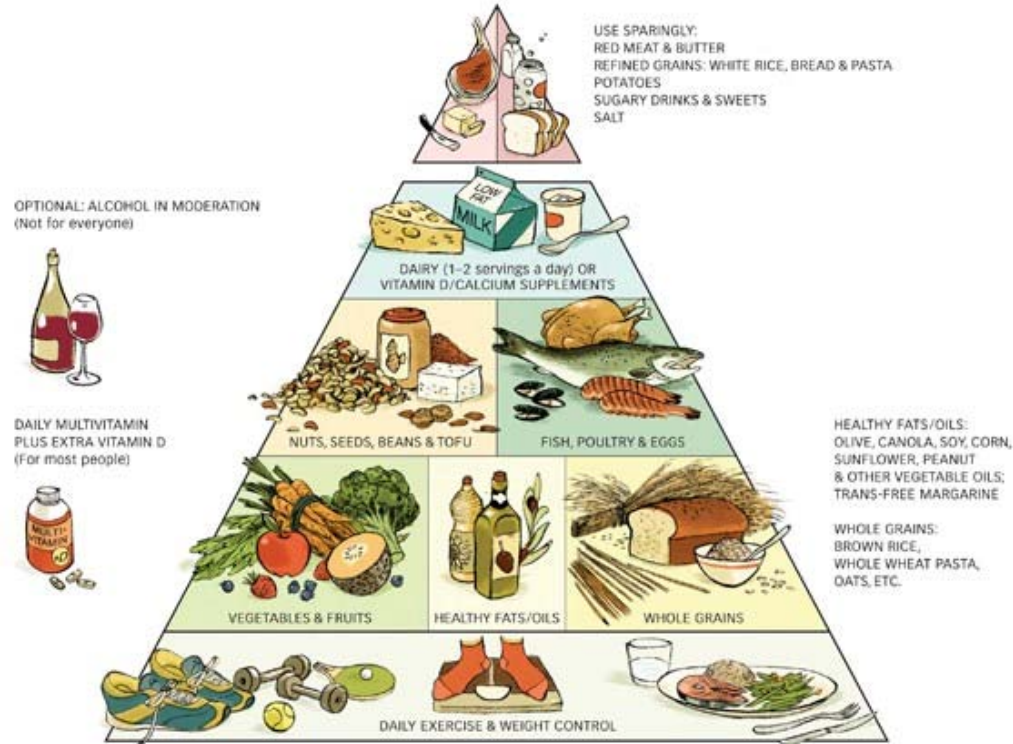 USE SPARINGLY:
RED MEAT & BUTTER
REFINED GRAINS: WHITE RICE, BREAD & PASTA
POTATOES
SUGARY DRINKS & SWEETS
SALT
OPTIONAL: ALCOHOL IN MODERATION
(Not for everyone)
LOW
FAT
MILK
DAIRY (1–2 servings a day) OR
VITAMIN D/CALCIUM SUPPLEMENTS
NUTS, SEEDS, BEANS & TOFU
FISH, POULTRY & EGGS
DAILY MULTIVITAMIN
PLUS EXTRA VITAMIN D
(For most people)
MULTI-
VITAMIN
+D
HEALTHY FATS/OILS:
OLIVE, CANOLA, SOY, CORN,
SUNFLOWER, PEANUT
& OTHER VEGETABLE OILS;
TRANS-FREE MARGARINE
WHOLE GRAINS:
BROWN RICE,
WHOLE WHEAT PASTA,
OATS, ETC.
VEGETABLES & FRUITS
HEALTHY FATS/OILS
WHOLE GRAINS
DAILY EXERCISE & WEIGHT CONTROL